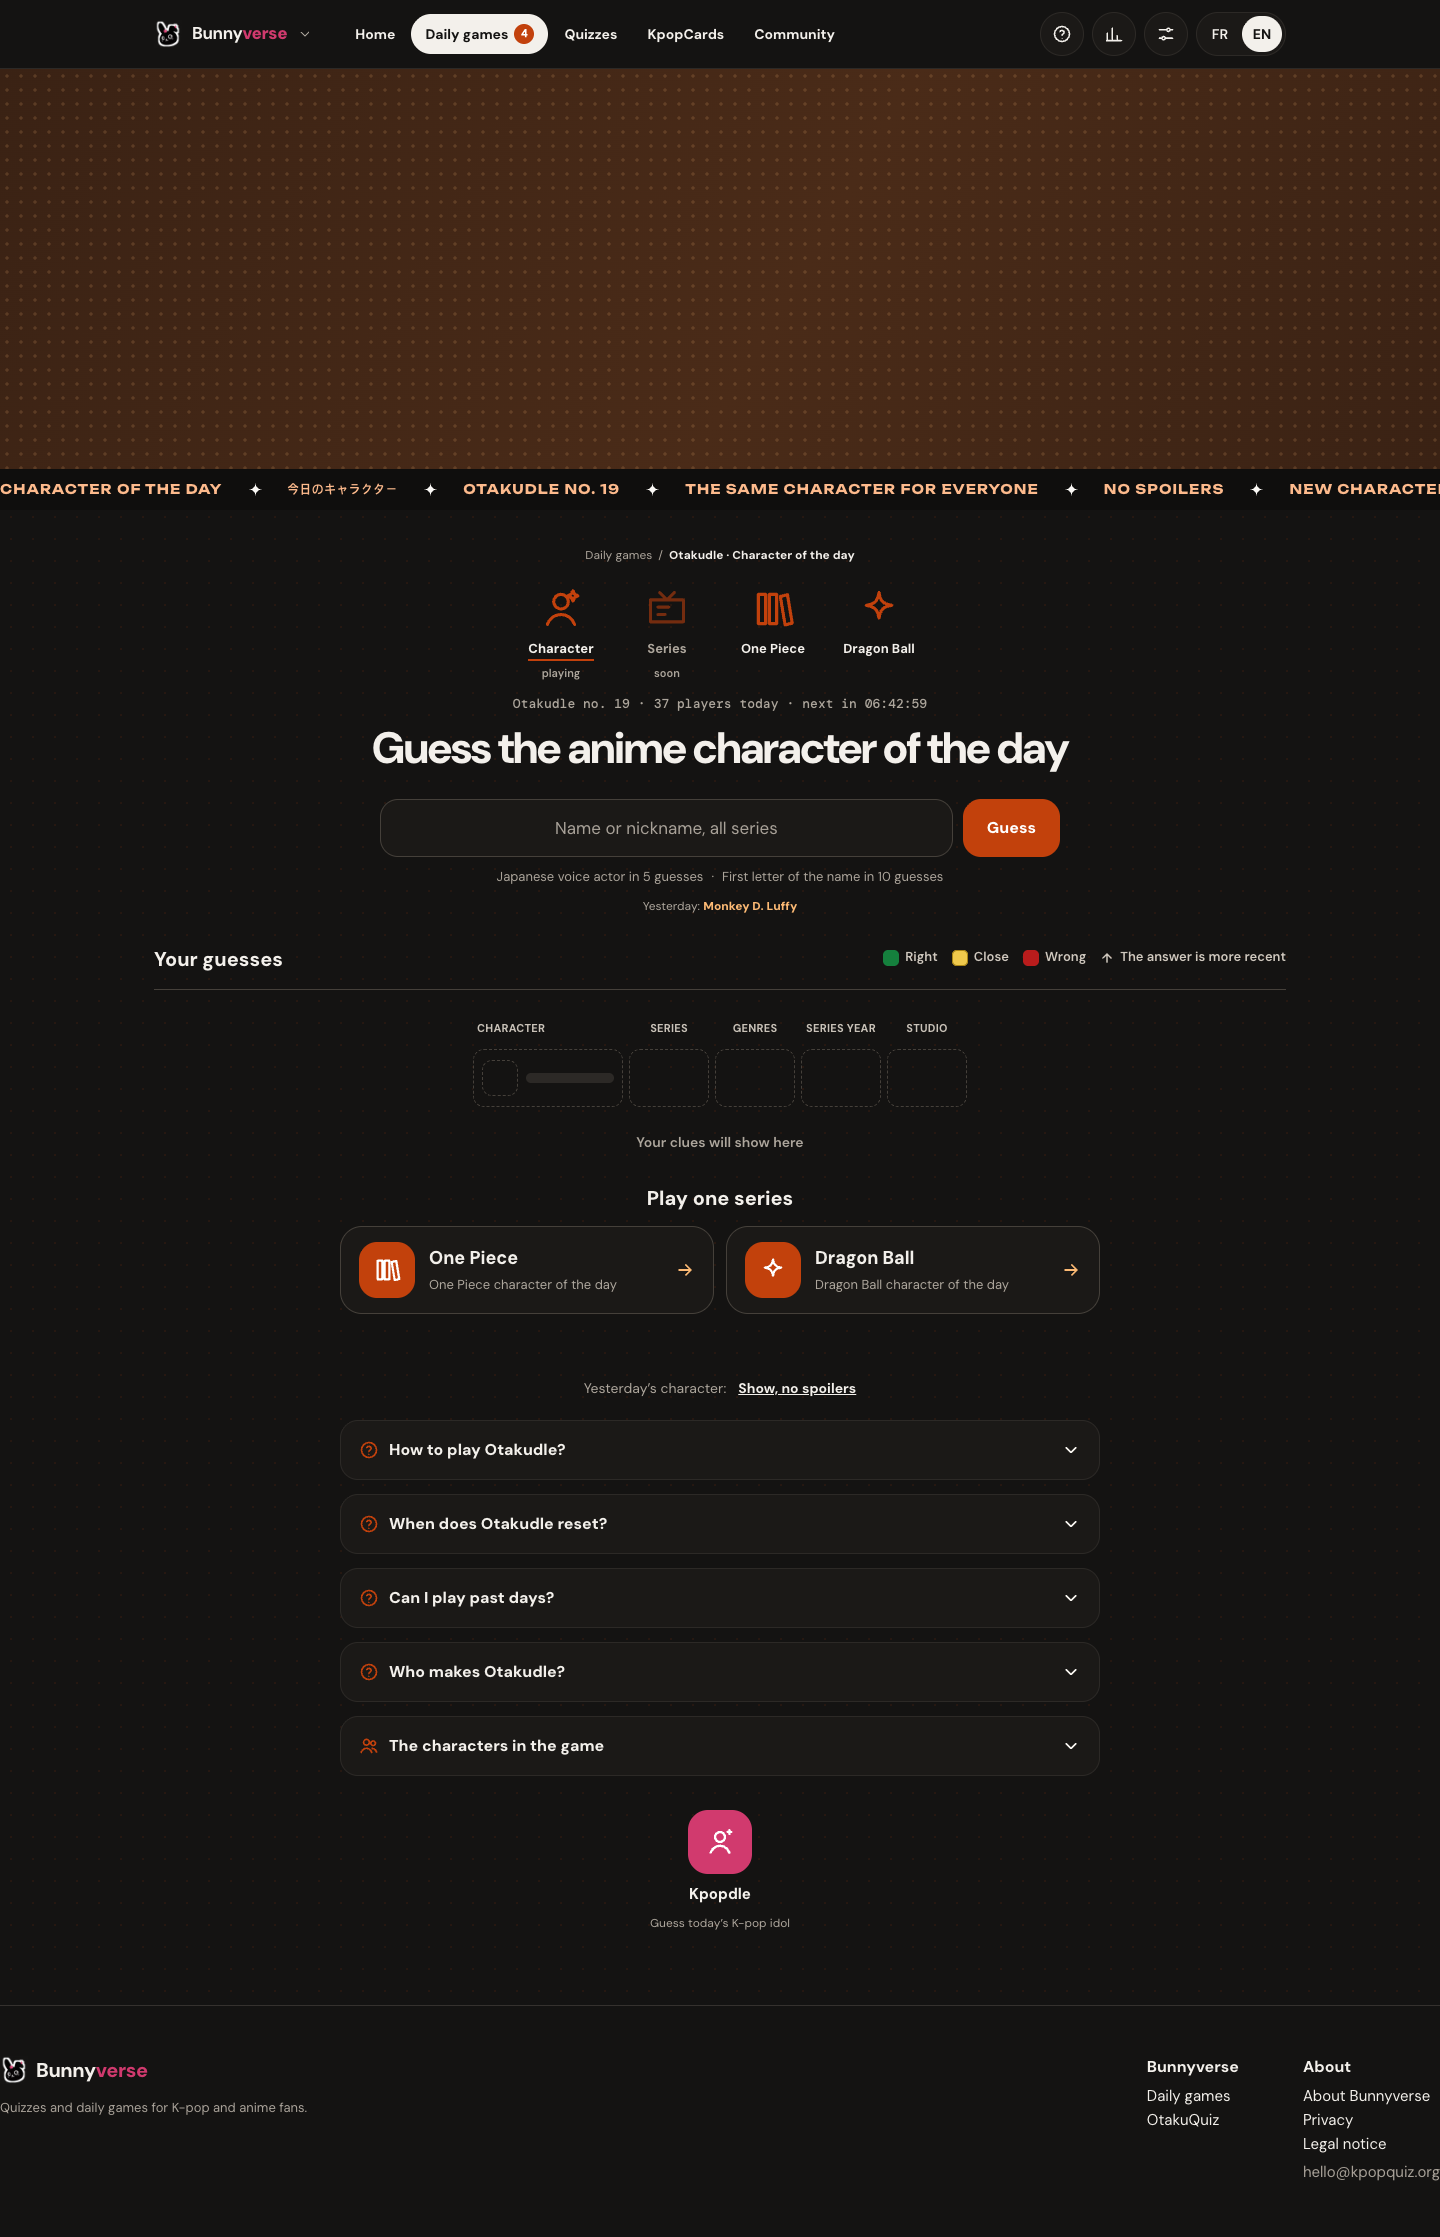 Bunnyverse
Home
Daily games 4
Quizzes
KpopCards
Community
FR
EN
CHARACTER OF THE DAY ✦ 今日のキャラクター ✦ OTAKUDLE NO. 19 ✦ THE SAME CHARACTER FOR EVERYONE ✦ NO SPOILERS ✦ NEW CHARACTER
Daily games / Otakudle · Character of the day
Character
playing
Series
soon
One Piece
Dragon Ball
Otakudle no. 19 · 37 players today · next in 06:42:59
Guess the anime character of the day
Name or nickname, all series
Guess
Japanese voice actor in 5 guesses · First letter of the name in 10 guesses
Yesterday: Monkey D. Luffy
Your guesses
Right
Close
Wrong
↑ The answer is more recent
CHARACTER
SERIES
GENRES
SERIES YEAR
STUDIO
Your clues will show here
Play one series
One Piece
One Piece character of the day
Dragon Ball
Dragon Ball character of the day
Yesterday’s character: Show, no spoilers
How to play Otakudle?
When does Otakudle reset?
Can I play past days?
Who makes Otakudle?
The characters in the game
Kpopdle
Guess today’s K-pop idol
Bunnyverse
Quizzes and daily games for K-pop and anime fans.
Bunnyverse
Daily games
OtakuQuiz
About
About Bunnyverse
Privacy
Legal notice
hello@kpopquiz.org